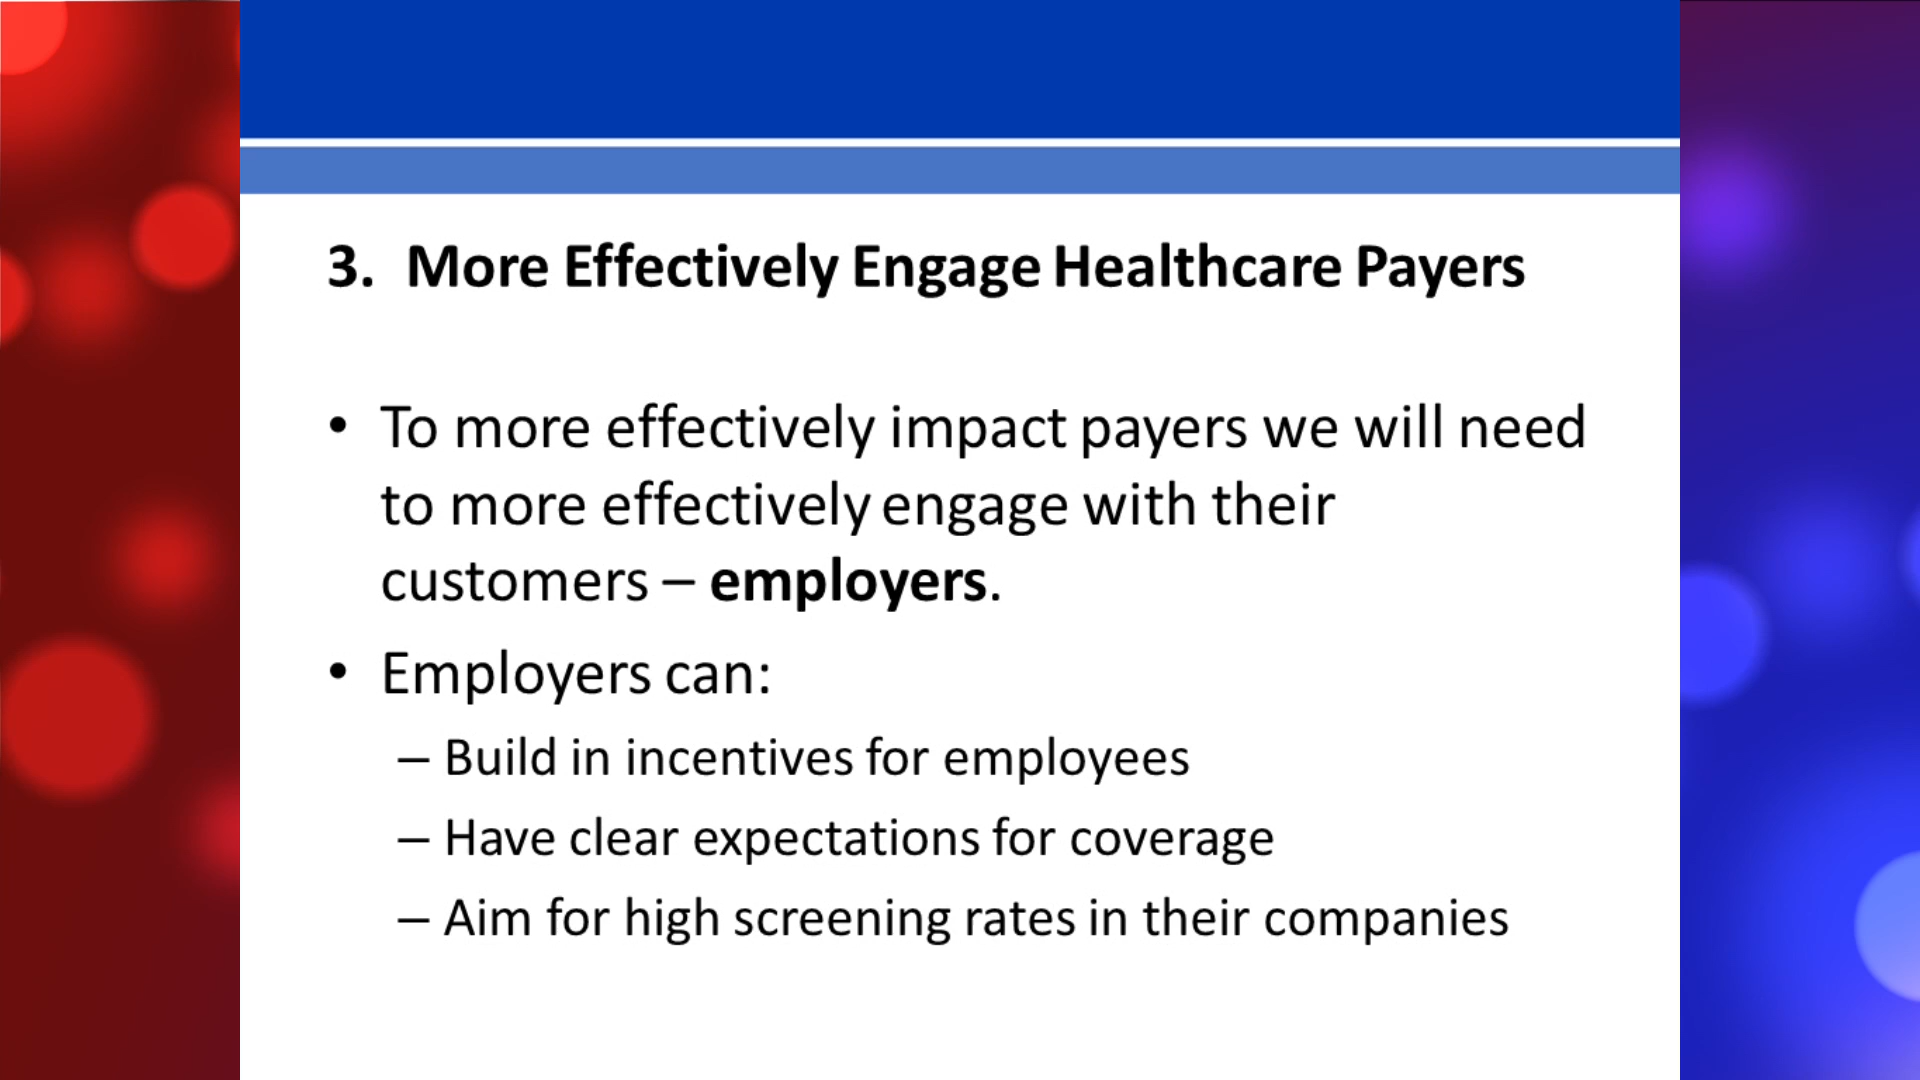 3. More Effectively Engage Healthcare Payers
• To more effectively impact payers we will need
to more effectively engage with their
customers – employers.
• Employers can:
– Build in incentives for employees
– Have clear expectations for coverage
– Aim for high screening rates in their companies